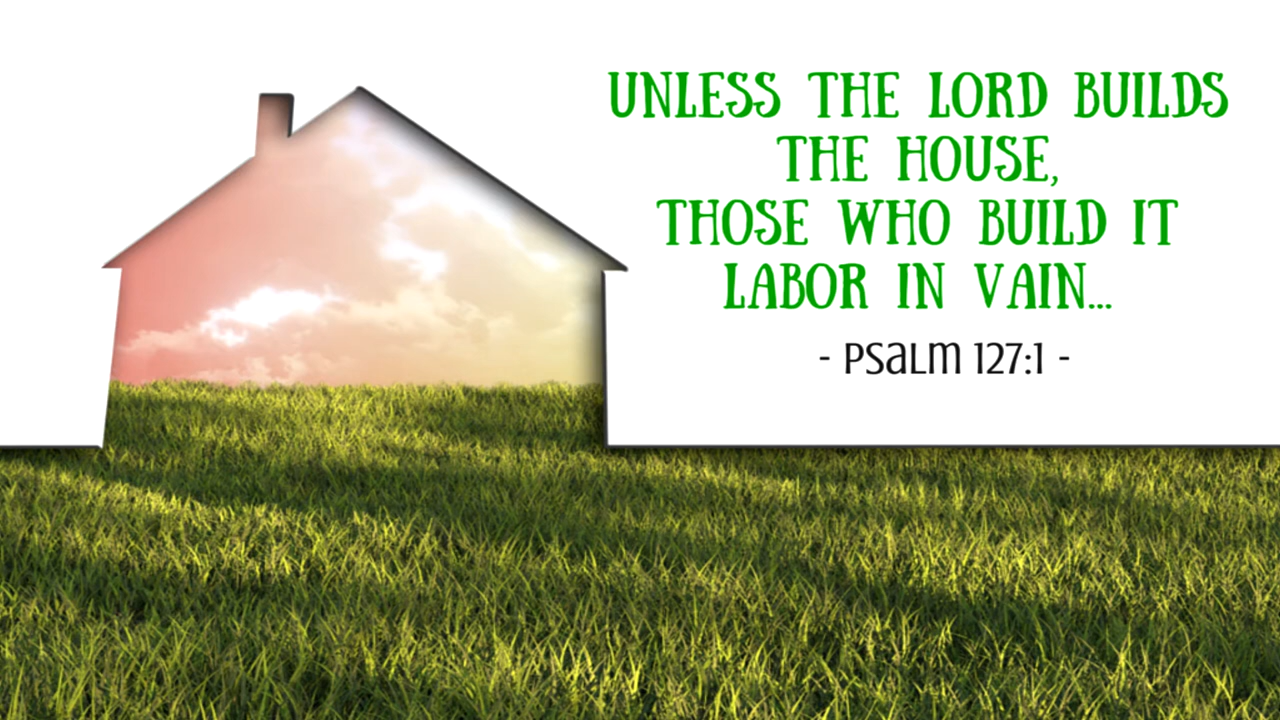 UNLESS THE LORD BUILDS
THE HOUSE,
THOSE WHO BUILD IT
LABOR IN VAIN...
- PSALM 127:1 -